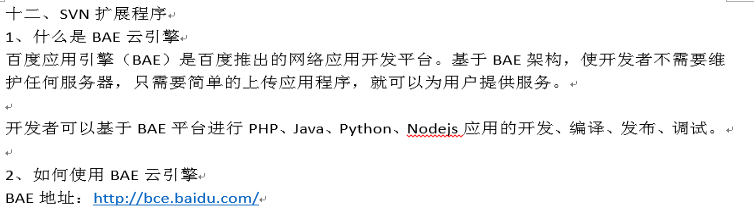 十二、SVN 扩展程序
1、什么是 BAE 云引擎
百度应用引擎（BAE）是百度推出的网络应用开发平台。基于 BAE 架构，使开发者不需要维
护任何服务器，只需要简单的上传应用程序，就可以为用户提供服务。
开发者可以基于 BAE 平台进行 PHP、Java、Python、Nodejs 应用的开发、编译、发布、调试。
2、如何使用 BAE 云引擎
BAE 地址：http://bce.baidu.com/